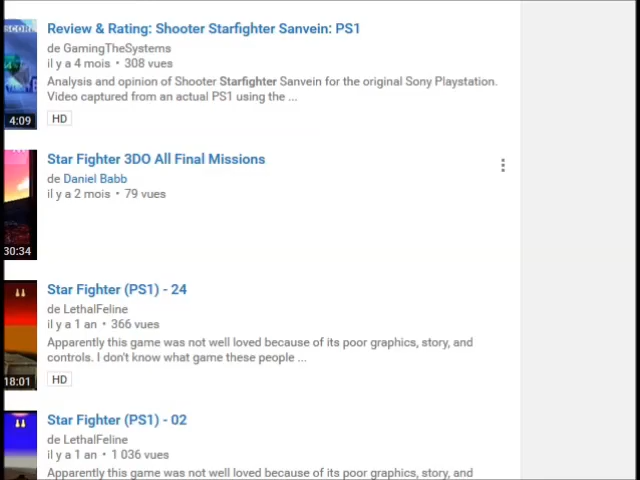 SCORE
Review & Rating: Shooter Starfighter Sanvein: PS1
de GamingTheSystems
il y a 4 mois • 308 vues
Analysis and opinion of Shooter Starfighter Sanvein for the original Sony Playstation.
Video captured from an actual PS1 using the ...
4:09
HD
Star Fighter 3DO All Final Missions
de Daniel Babb
il y a 2 mois • 79 vues
30:34
Star Fighter (PS1) - 24
de LethalFeline
il y a 1 an • 366 vues
Apparently this game was not well loved because of its poor graphics, story, and
controls. I don't know what game these people ...
18:01
HD
Star Fighter (PS1) - 02
de LethalFeline
il y a 1 an • 1 036 vues
Apparently this game was not well loved because of its poor graphics, story, and